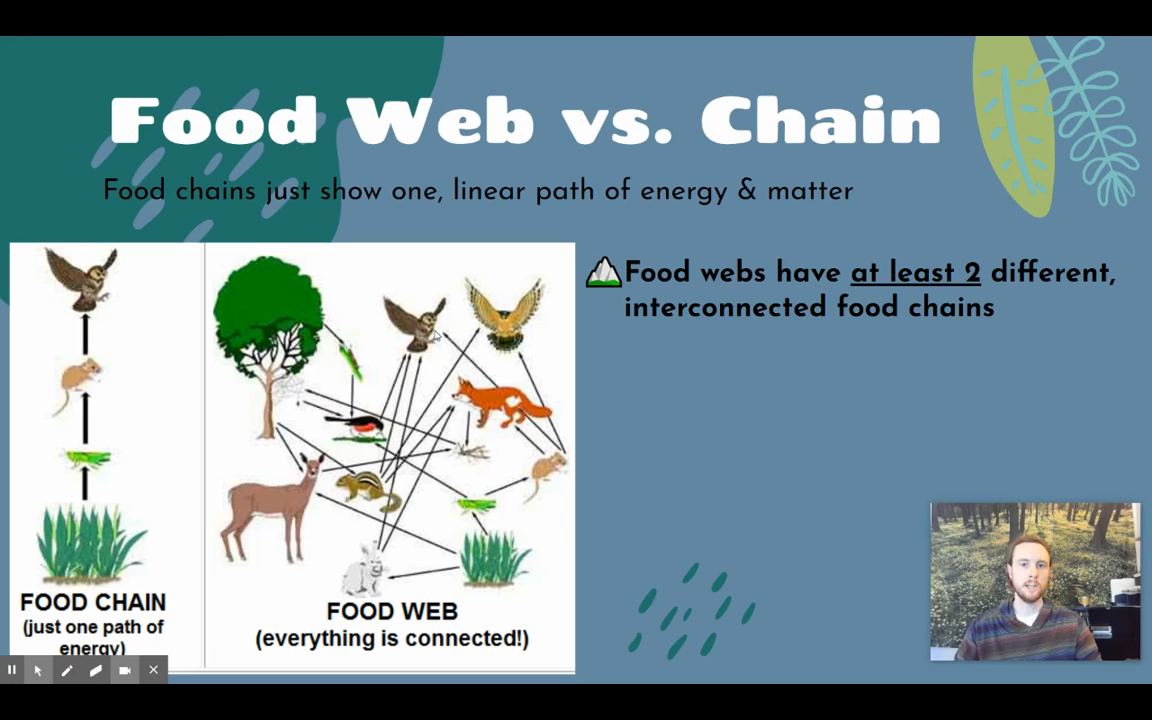 Food Web vs. Chain
Food chains just show one, linear path of energy & matter
Food webs have at least 2 different,
interconnected food chains
FOOD CHAIN
(just one path of
energy)
FOOD WEB
(everything is connected!)